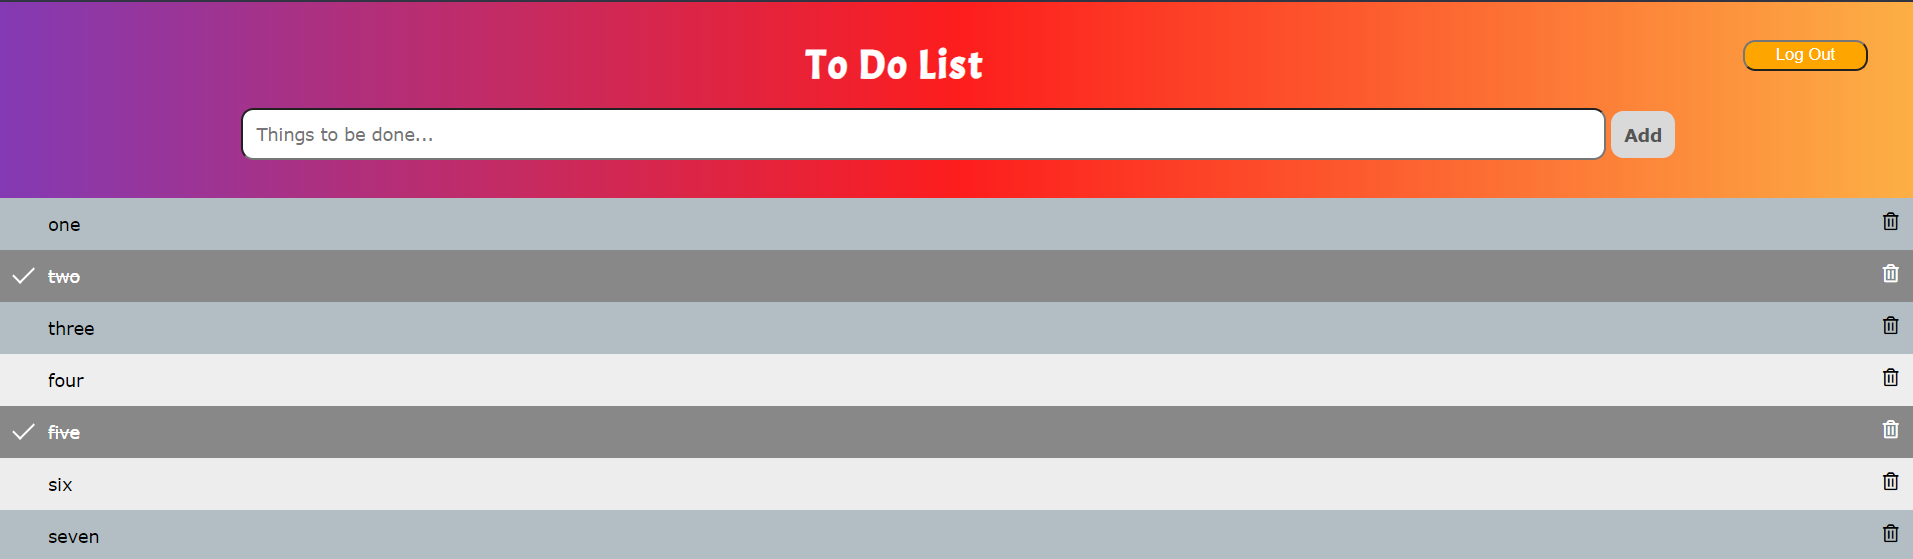 To Do List
Log Out
Things to be done...
Add
one
two
three
four
five
six
seven